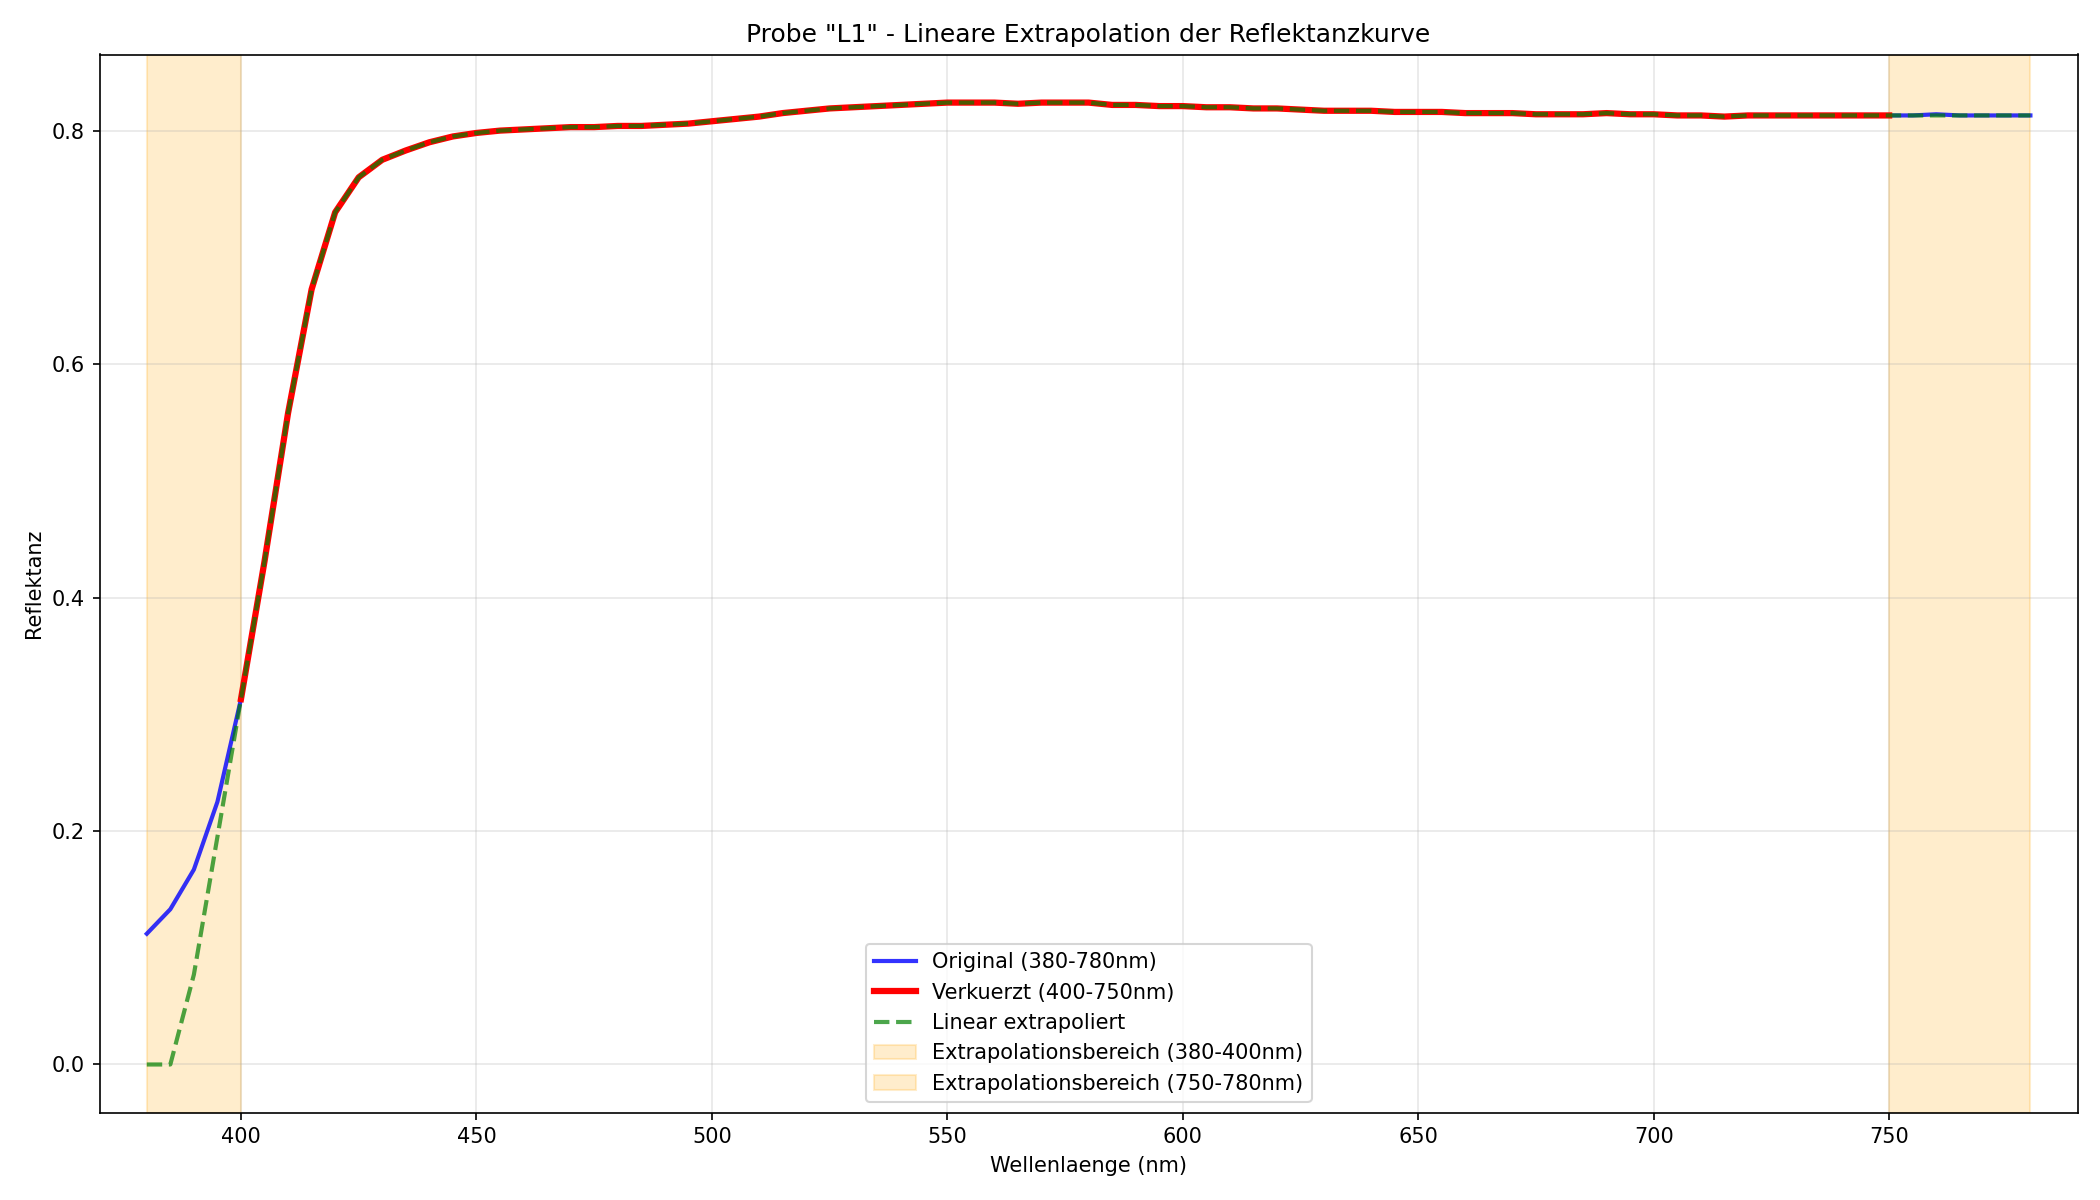 Probe "L1" - Lineare Extrapolation der Reflektanzkurve
0.8
0.6
0.4
0.2
0.0
Reflektanz
400
450
500
550
600
650
700
750
Wellenlaenge (nm)
Original (380-780nm)
Verkuerzt (400-750nm)
Linear extrapoliert
Extrapolationsbereich (380-400nm)
Extrapolationsbereich (750-780nm)